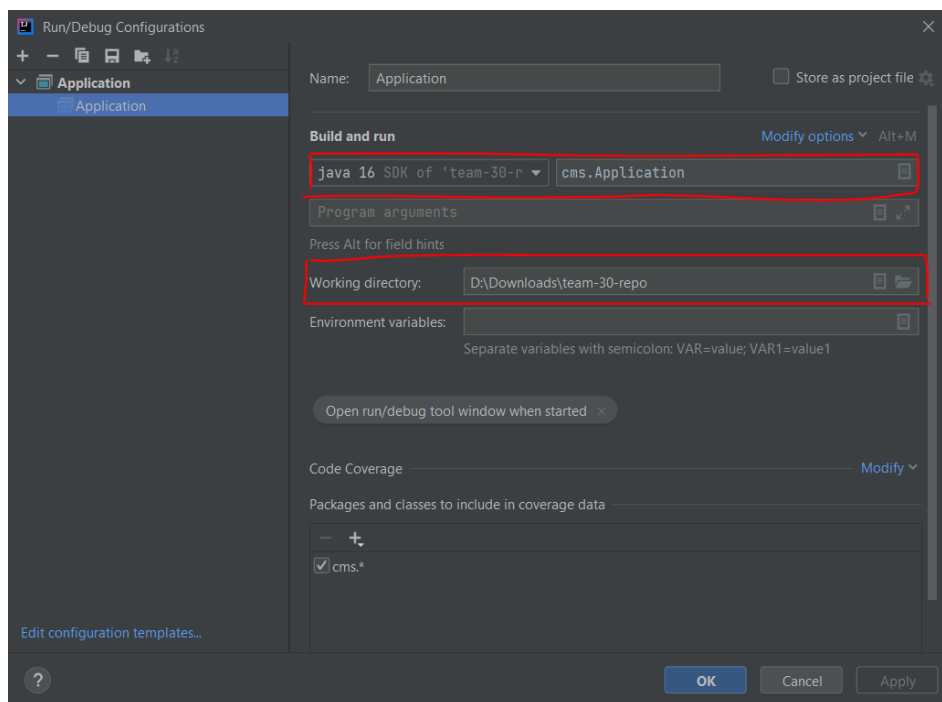 Run/Debug Configurations
Application
Application
Name: Application
Store as project file
Build and run
Modify options Alt+M
java 16 SDK of 'team-30-r cms.Application
Program arguments
Press Alt for field hints
Working directory: D:\Downloads\team-30-repo
Environment variables:
Separate variables with semicolon: VAR=value; VAR1=value1
Open run/debug tool window when started ×
Code Coverage Modify
Packages and classes to include in coverage data
cms.*
Edit configuration templates...
? OK Cancel Apply